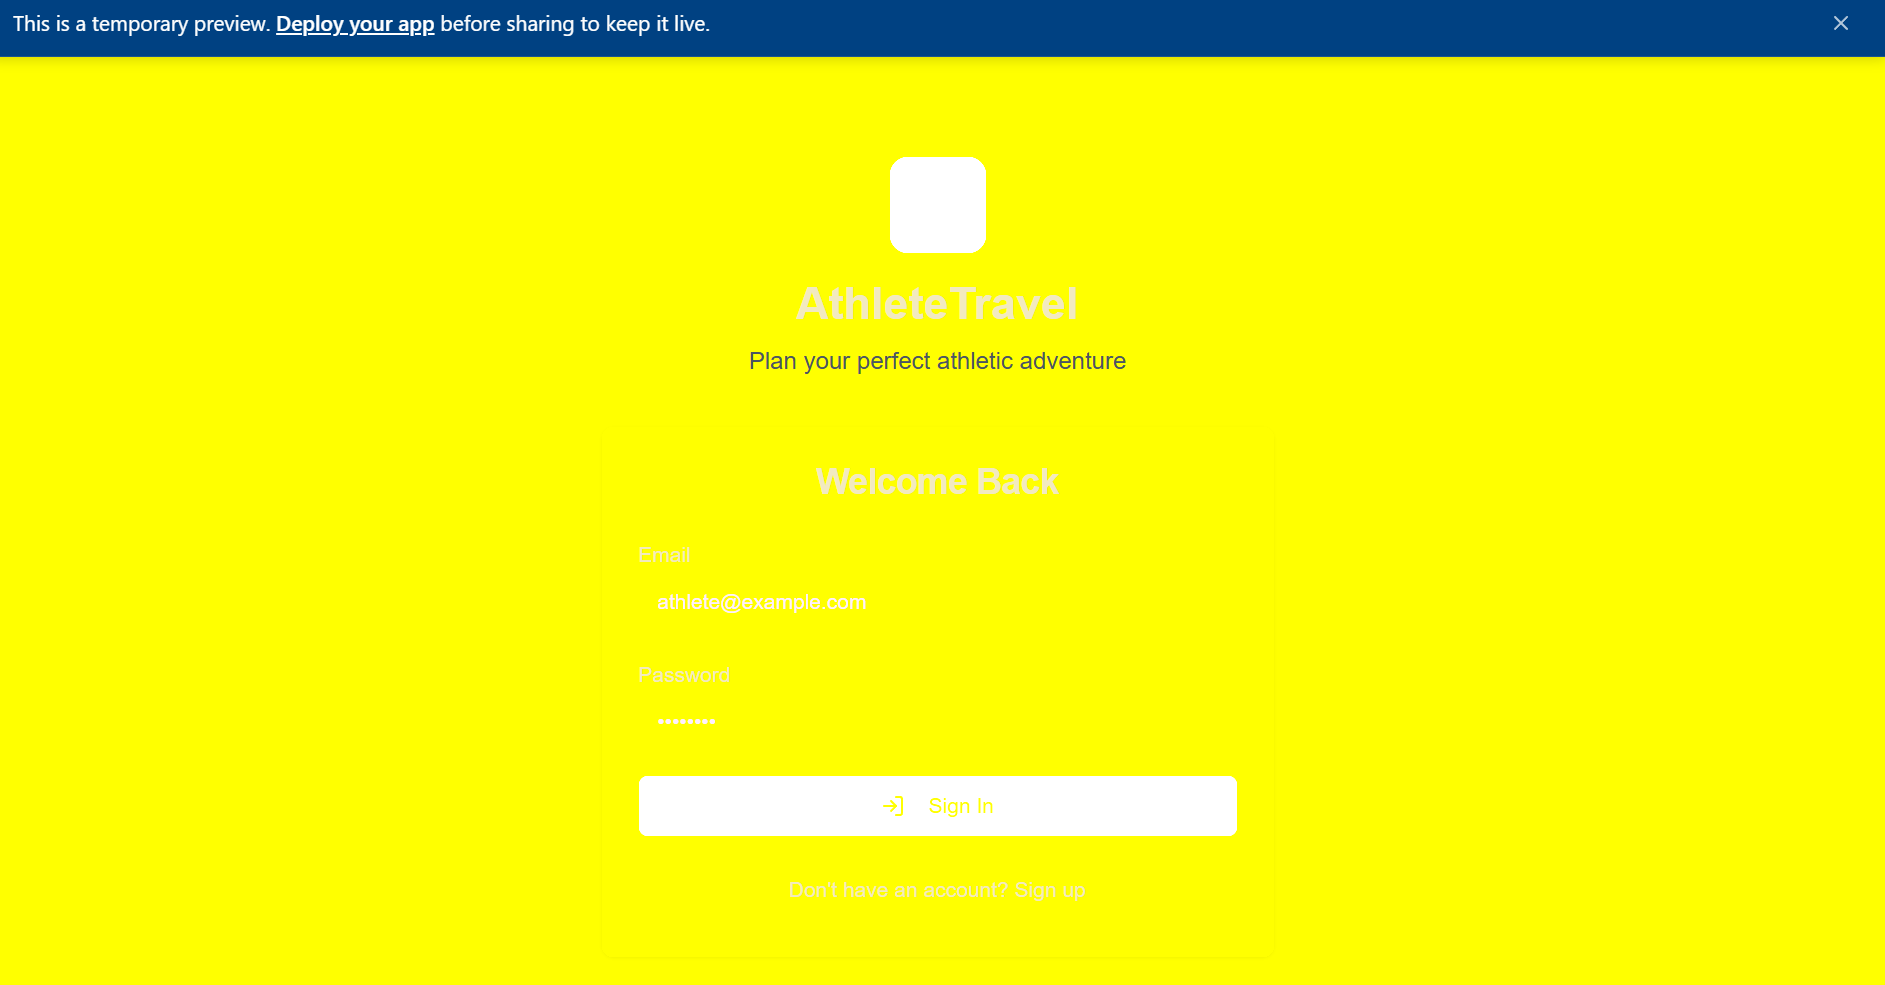 This is a temporary preview. Deploy your app before sharing to keep it live.
AthleteTravel
Plan your perfect athletic adventure
Welcome Back
Email
athlete@example.com
Password
••••••••
Sign In
Don't have an account? Sign up